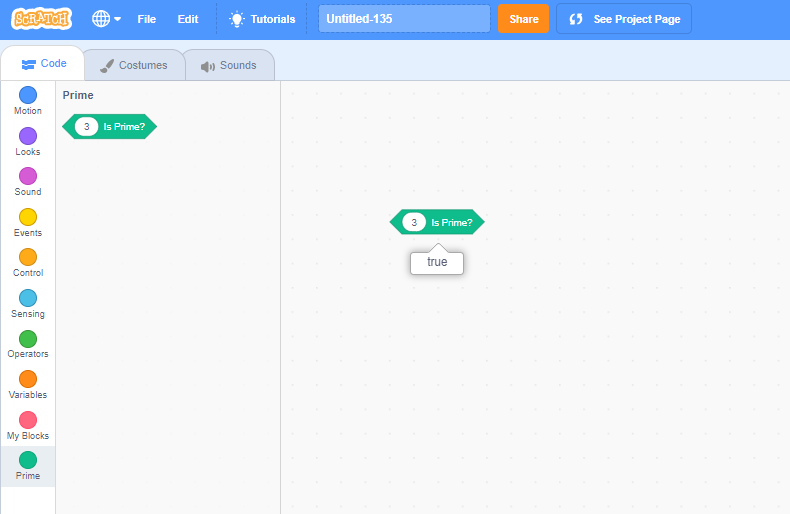 SCRATCH File Edit Tutorials Untitled-135 Share See Project Page
Code Costumes Sounds
Motion
Looks
Sound
Events
Control
Sensing
Operators
Variables
My Blocks
Prime
Prime
3 Is Prime?
3 Is Prime?
true